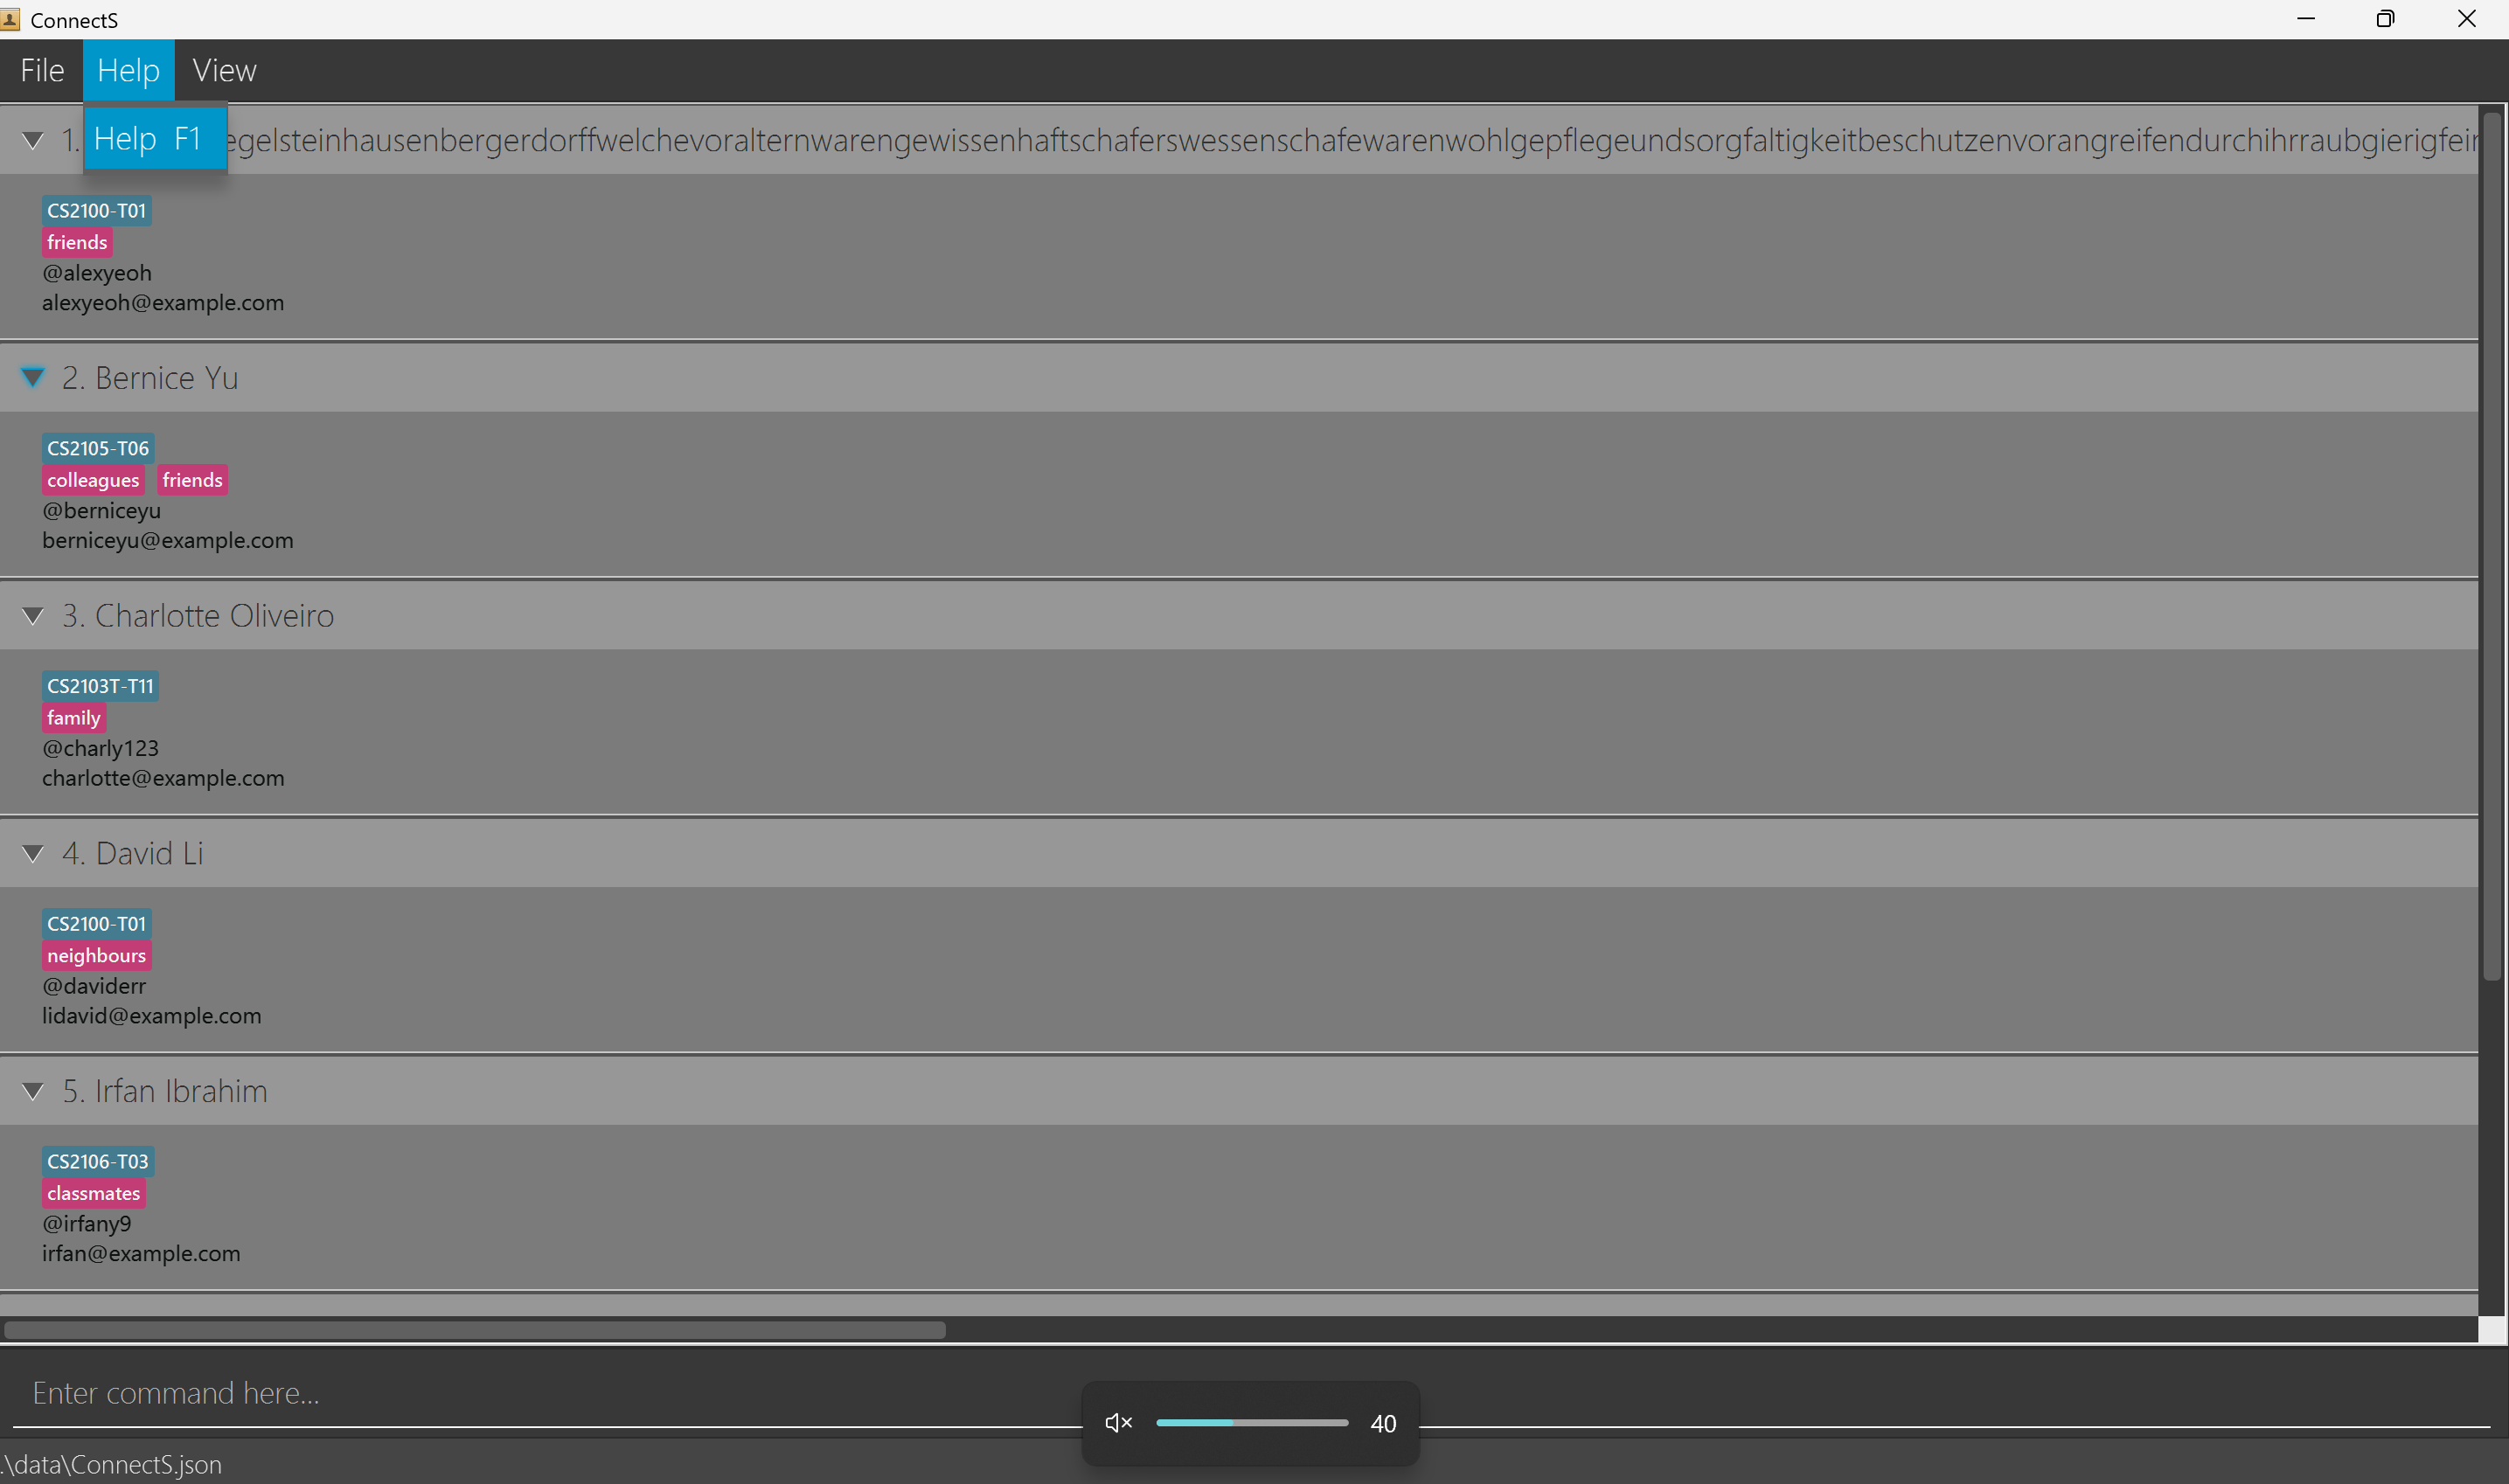 ConnectS
File Help View
Help F1
1. egelsteinhausenbergerdorffwelchevoralternwarengewissenhaftschaferswessenschafewarenwohlgepflegeundsorgfaltigkeitbeschutzenvorangreifendurchihrraubgierigfein
CS2100-T01
friends
@alexyeoh
alexyeoh@example.com
2. Bernice Yu
CS2105-T06
colleagues friends
@berniceyu
berniceyu@example.com
3. Charlotte Oliveiro
CS2103T-T11
family
@charly123
charlotte@example.com
4. David Li
CS2100-T01
neighbours
@daviderr
lidavid@example.com
5. Irfan Ibrahim
CS2106-T03
classmates
@irfany9
irfan@example.com
Enter command here...
40
.\data\ConnectS.json